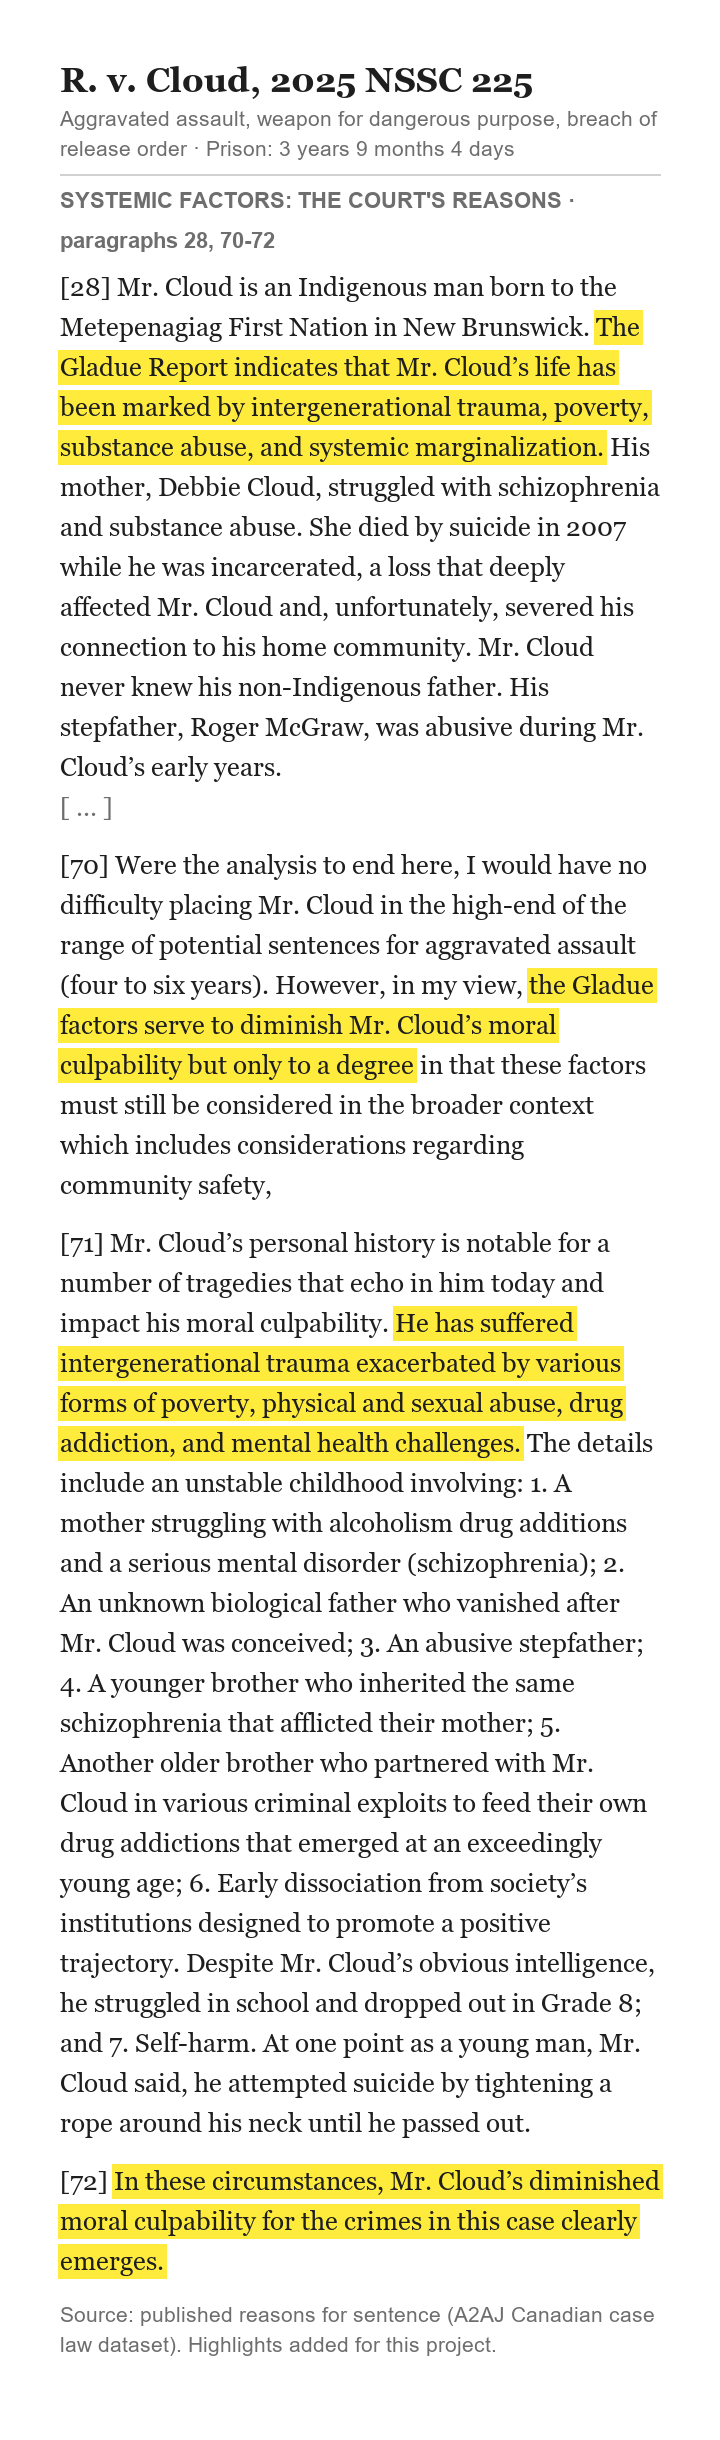 R. v. Cloud, 2025 NSSC 225
Aggravated assault, weapon for dangerous purpose, breach of
release order · Prison: 3 years 9 months 4 days
SYSTEMIC FACTORS: THE COURT'S REASONS ·
paragraphs 28, 70-72
[28] Mr. Cloud is an Indigenous man born to the
Metepenagiag First Nation in New Brunswick. The
Gladue Report indicates that Mr. Cloud’s life has
been marked by intergenerational trauma, poverty,
substance abuse, and systemic marginalization. His
mother, Debbie Cloud, struggled with schizophrenia
and substance abuse. She died by suicide in 2007
while he was incarcerated, a loss that deeply
affected Mr. Cloud and, unfortunately, severed his
connection to his home community. Mr. Cloud
never knew his non-Indigenous father. His
stepfather, Roger McGraw, was abusive during Mr.
Cloud’s early years.
[ ... ]
[70] Were the analysis to end here, I would have no
difficulty placing Mr. Cloud in the high-end of the
range of potential sentences for aggravated assault
(four to six years). However, in my view, the Gladue
factors serve to diminish Mr. Cloud’s moral
culpability but only to a degree in that these factors
must still be considered in the broader context
which includes considerations regarding
community safety,
[71] Mr. Cloud’s personal history is notable for a
number of tragedies that echo in him today and
impact his moral culpability. He has suffered
intergenerational trauma exacerbated by various
forms of poverty, physical and sexual abuse, drug
addiction, and mental health challenges. The details
include an unstable childhood involving: 1. A
mother struggling with alcoholism drug additions
and a serious mental disorder (schizophrenia); 2.
An unknown biological father who vanished after
Mr. Cloud was conceived; 3. An abusive stepfather;
4. A younger brother who inherited the same
schizophrenia that afflicted their mother; 5.
Another older brother who partnered with Mr.
Cloud in various criminal exploits to feed their own
drug addictions that emerged at an exceedingly
young age; 6. Early dissociation from society’s
institutions designed to promote a positive
trajectory. Despite Mr. Cloud’s obvious intelligence,
he struggled in school and dropped out in Grade 8;
and 7. Self-harm. At one point as a young man, Mr.
Cloud said, he attempted suicide by tightening a
rope around his neck until he passed out.
[72] In these circumstances, Mr. Cloud’s diminished
moral culpability for the crimes in this case clearly
emerges.
Source: published reasons for sentence (A2AJ Canadian case
law dataset). Highlights added for this project.